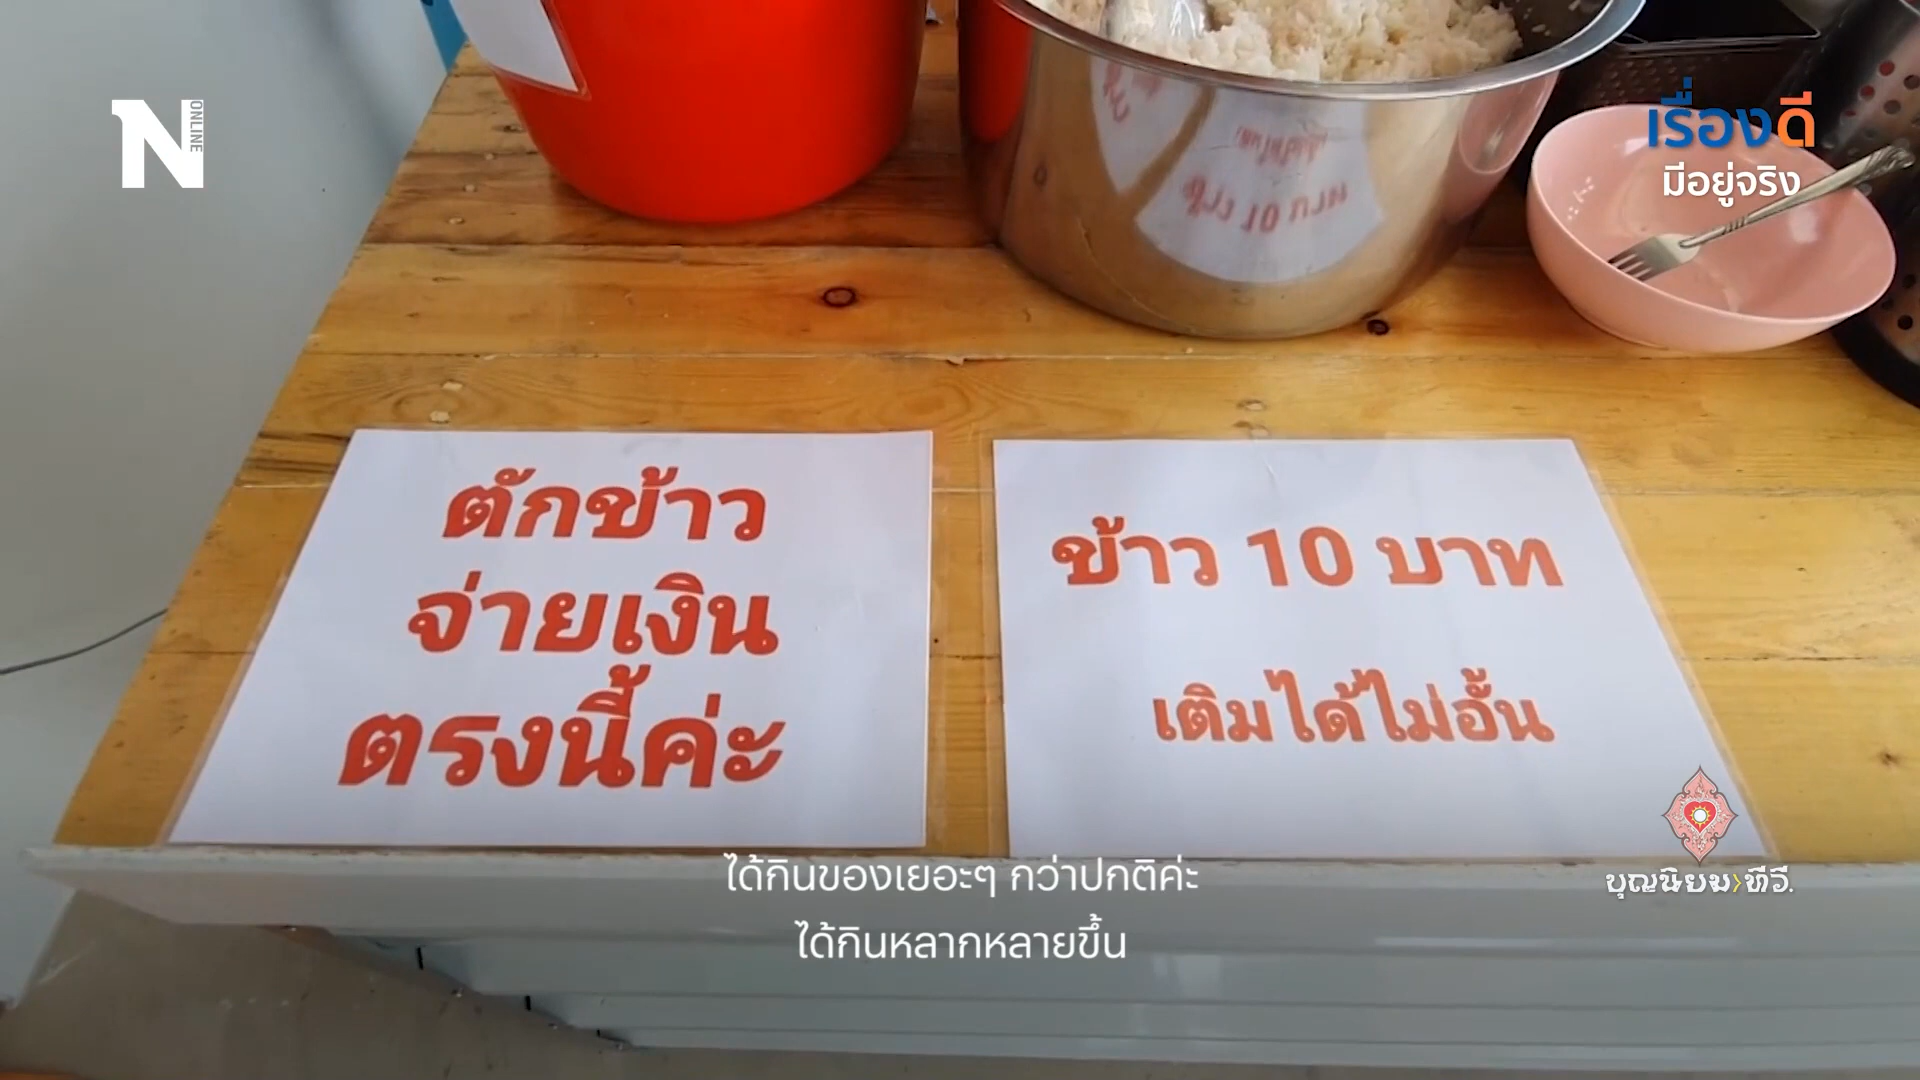 N ONLINE
เรื่องดี
มีอยู่จริง
ตักข้าว
จ่ายเงิน
ตรงนี้ค่ะ
ข้าว 10 บาท
เติมได้ไม่อั้น
บุญนิยมทีวี.
ได้กินของเยอะๆ กว่าปกติค่ะ
ได้กินหลากหลายขึ้น